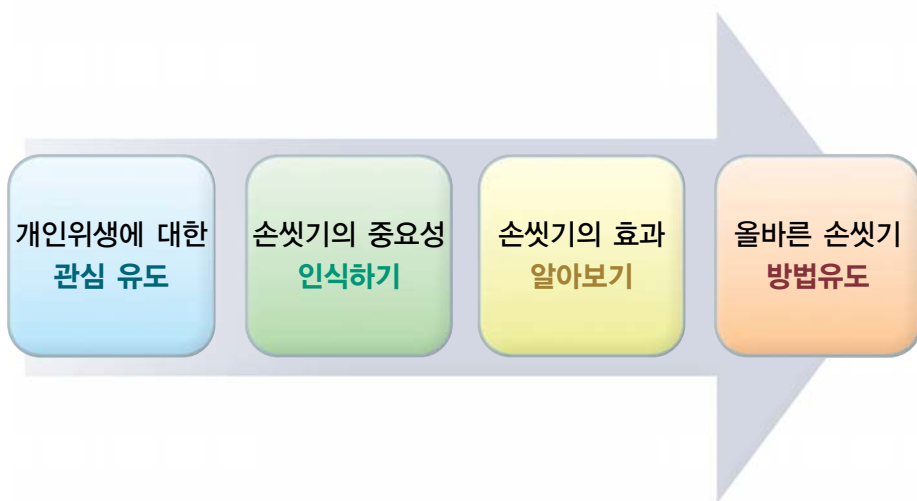 개인위생에 대한
관심 유도
손씻기의 중요성
인식하기
손씻기의 효과
알아보기
올바른 손씻기
방법유도